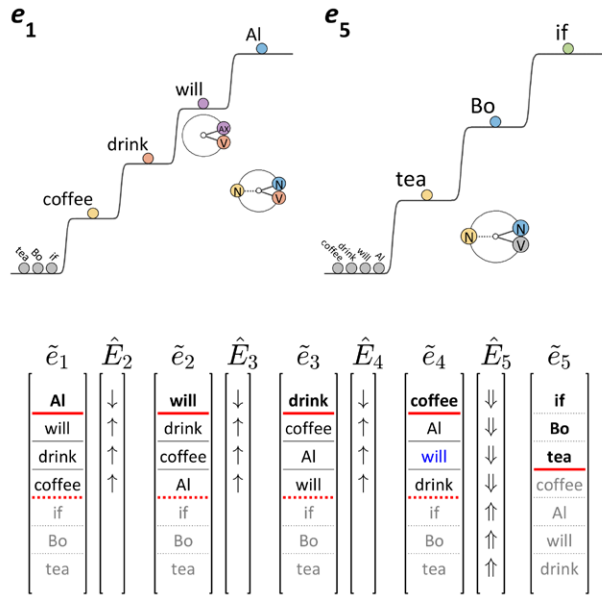 e1 e5
Al if
will Bo
AX
V
drink
N N
V
coffee tea
N N
V
tea Bo if coffee drink will Al
ẽ1 Ê2 ẽ2 Ê3 ẽ3 Ê4 ẽ4 Ê5 ẽ5
Al ↓ will ↓ drink ↓ coffee ⇓ if
will ↑ drink ↑ coffee ↑ Al ⇓ Bo
drink ↑ coffee ↑ Al ↑ will ⇓ tea
coffee ↑ Al ↑ will ↑ drink ⇓ coffee
if if if if ⇑ Al
Bo Bo Bo Bo ⇑ will
tea tea tea tea ⇑ drink